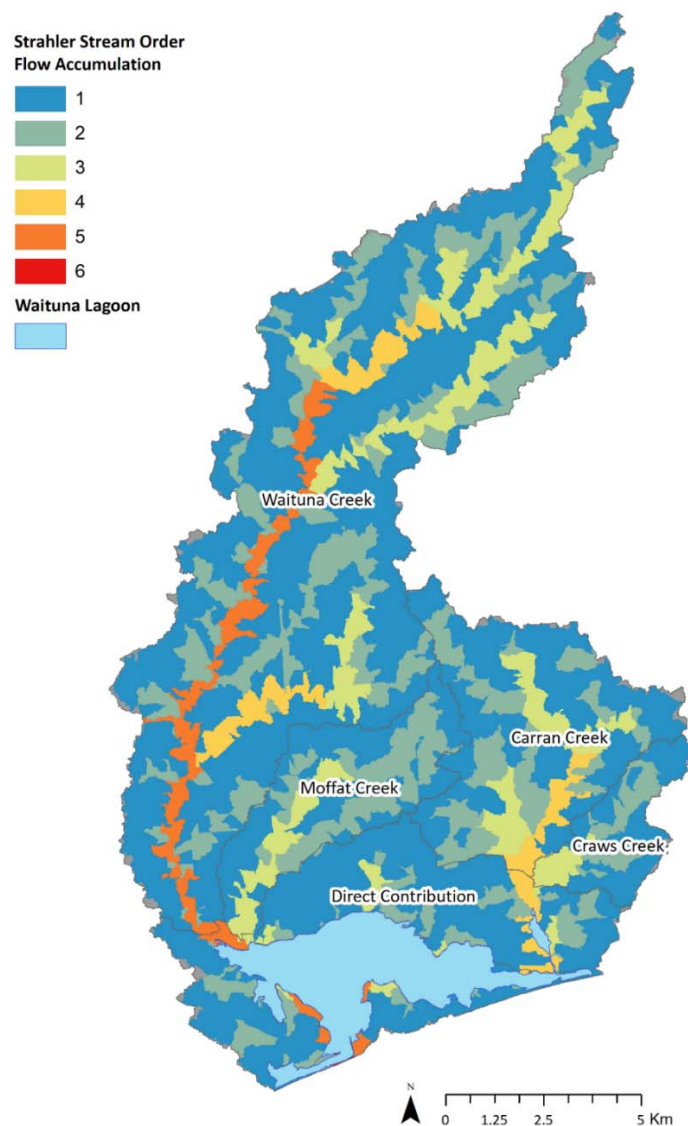 Strahler Stream Order
Flow Accumulation
1
2
3
4
5
6
Waituna Lagoon
Waituna Creek
Carran Creek
Moffat Creek
Craws Creek
Direct Contribution
N
0 1.25 2.5 5 Km